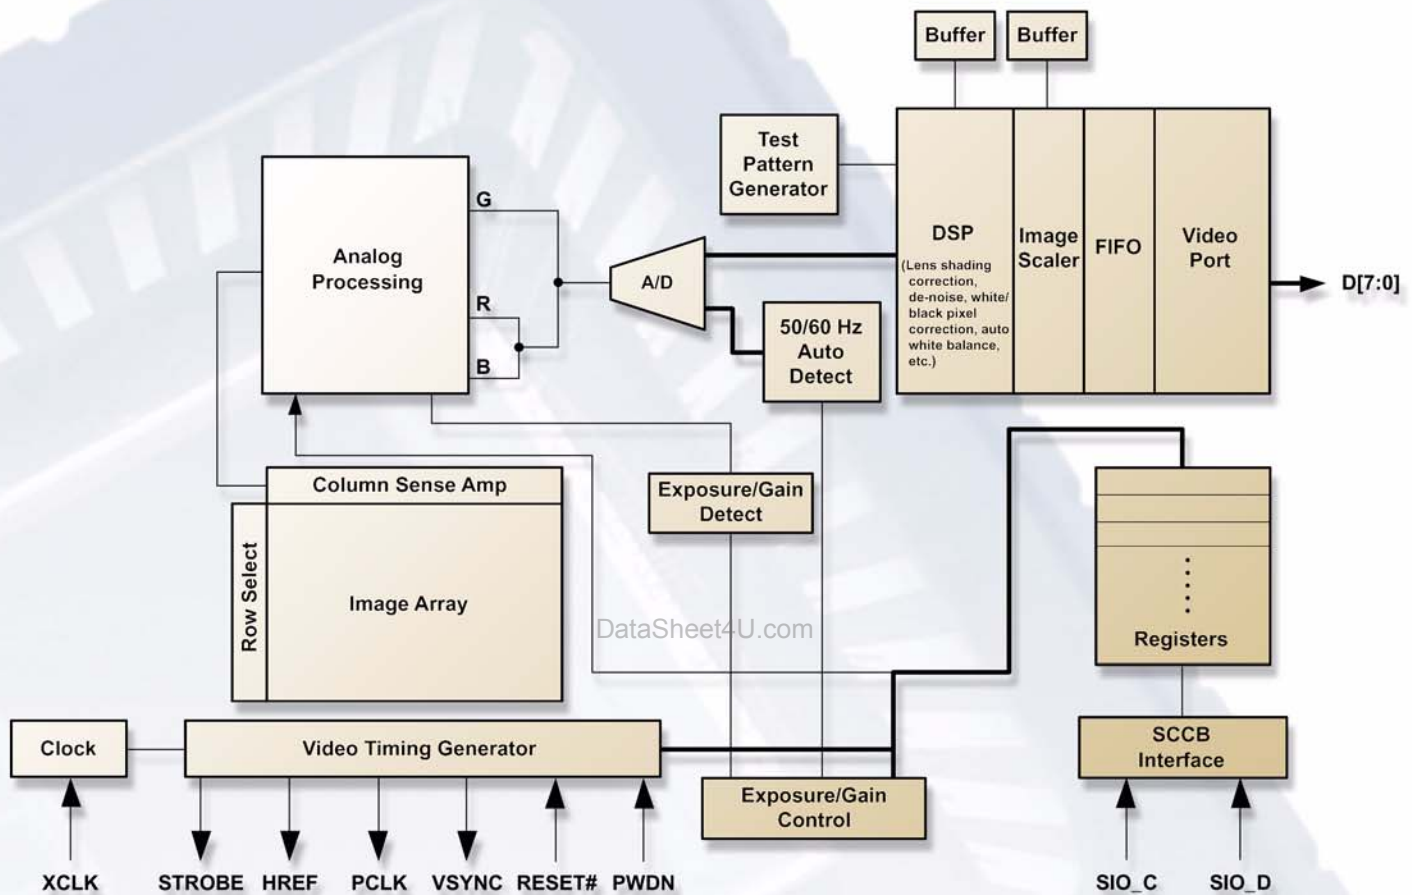 Buffer
Buffer
Test
Pattern
Generator
DSP
(Lens shading
correction,
de-noise, white/
black pixel
correction, auto
white balance,
etc.)
Image
Scaler
FIFO
Video
Port
D[7:0]
Analog
Processing
G
R
B
A/D
50/60 Hz
Auto
Detect
Column Sense Amp
Row Select
Image Array
Exposure/Gain
Detect
DataSheet4U.com
Registers
Clock
Video Timing Generator
Exposure/Gain
Control
SCCB
Interface
XCLK
STROBE
HREF
PCLK
VSYNC
RESET#
PWDN
SIO_C
SIO_D